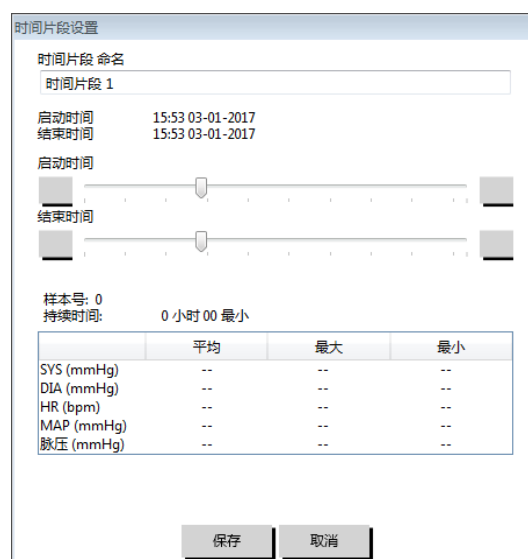 时间片段设置
时间片段 命名
时间片段 1
启动时间 15:53 03-01-2017
结束时间 15:53 03-01-2017
启动时间
结束时间
样本号: 0
持续时间: 0 小时 00 最小
平均 最大 最小
SYS (mmHg) -- -- --
DIA (mmHg) -- -- --
HR (bpm) -- -- --
MAP (mmHg) -- -- --
脉压 (mmHg) -- -- --
保存 取消